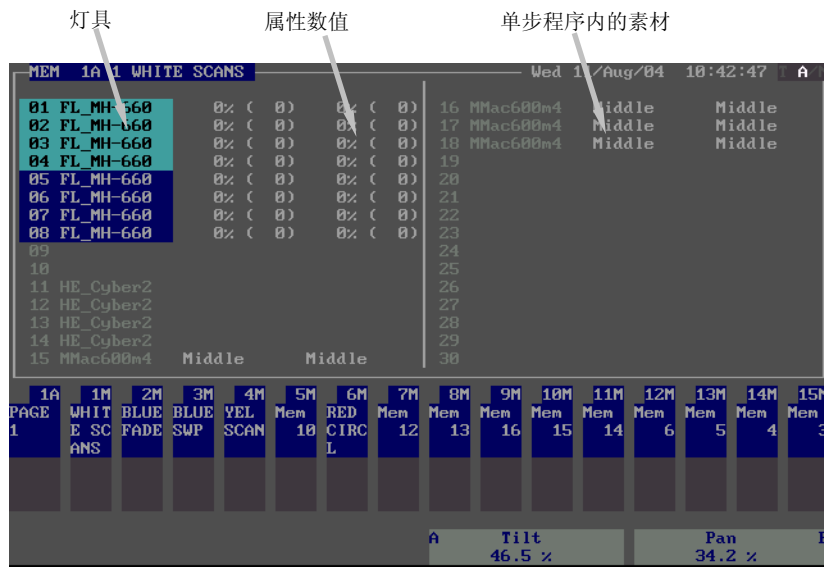 灯具 属性数值 单步程序内的素材
MEM 1A 1 WHITE SCANS Wed 11/Aug/04 10:42:47 T A
01 FL_MH-660 0% ( 0) 0% ( 0) 16 MMac600m4 Middle Middle
02 FL_MH-660 0% ( 0) 0% ( 0) 17 MMac600m4 Middle Middle
03 FL_MH-660 0% ( 0) 0% ( 0) 18 MMac600m4 Middle Middle
04 FL_MH-660 0% ( 0) 0% ( 0) 19
05 FL_MH-660 0% ( 0) 0% ( 0) 20
06 FL_MH-660 0% ( 0) 0% ( 0) 21
07 FL_MH-660 0% ( 0) 0% ( 0) 22
08 FL_MH-660 0% ( 0) 0% ( 0) 23
09 24
10 25
11 HE_Cyber2 26
12 HE_Cyber2 27
13 HE_Cyber2 28
14 HE_Cyber2 29
15 MMac600m4 Middle Middle 30
1A 1M 2M 3M 4M 5M 6M 7M 8M 9M 10M 11M 12M 13M 14M 15M
PAGE WHIT BLUE BLUE YEL Mem RED Mem Mem Mem Mem Mem Mem Mem Mem Mem
1 E SC FADE SWP SCAN 10 CIRC 12 13 16 15 14 6 5 4 3
ANS L
A Tilt Pan
46.5 % 34.2 %